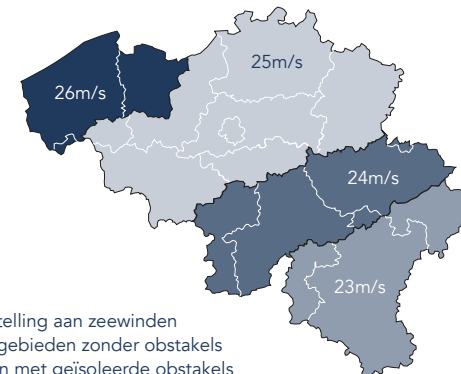 25m/s
26m/s
24m/s
23m/s
telling aan zeewinden
gebieden zonder obstakels
n met geïsoleerde obstakels